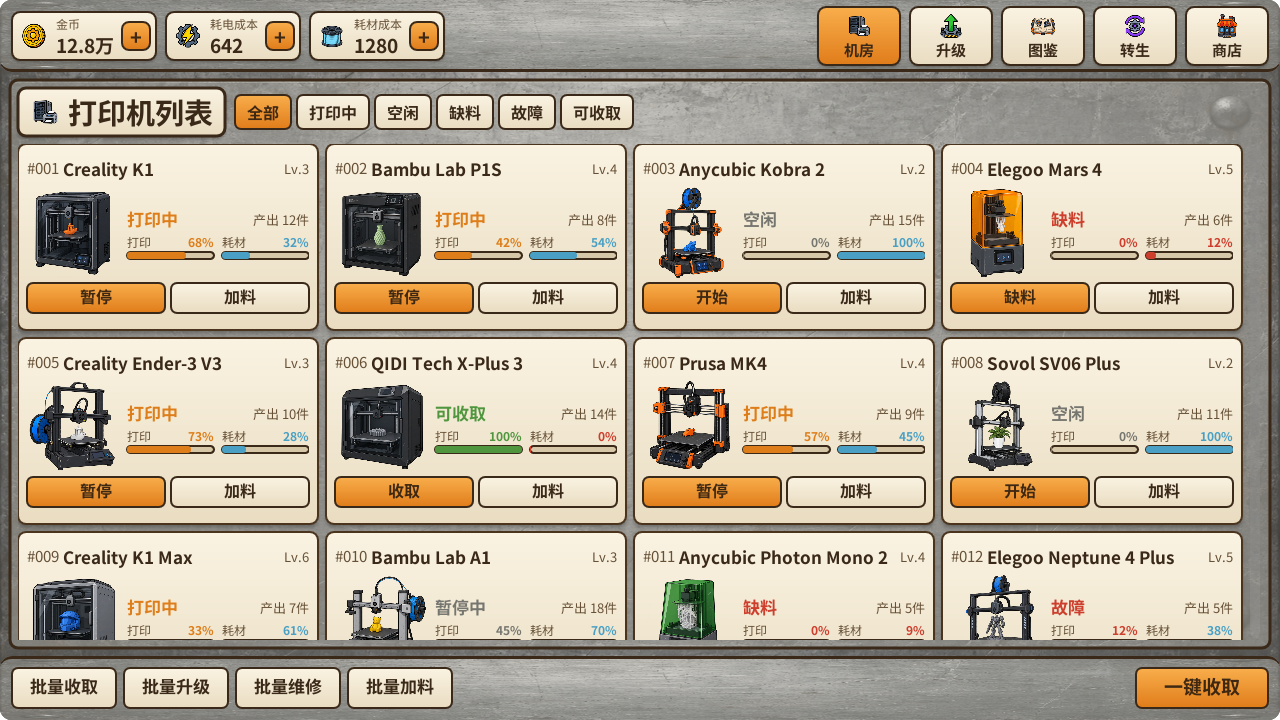 金币
12.8万
耗电成本
642
耗材成本
1280
机房
升级
图鉴
转生
商店
打印机列表
全部
打印中
空闲
缺料
故障
可收取
#001 Creality K1 Lv.3
打印中 产出 12件
打印 68% 耗材 32%
暂停 加料
#002 Bambu Lab P1S Lv.4
打印中 产出 8件
打印 42% 耗材 54%
暂停 加料
#003 Anycubic Kobra 2 Lv.2
空闲 产出 15件
打印 0% 耗材 100%
开始 加料
#004 Elegoo Mars 4 Lv.5
缺料 产出 6件
打印 0% 耗材 12%
缺料 加料
#005 Creality Ender-3 V3 Lv.3
打印中 产出 10件
打印 73% 耗材 28%
暂停 加料
#006 QIDI Tech X-Plus 3 Lv.4
可收取 产出 14件
打印 100% 耗材 0%
收取 加料
#007 Prusa MK4 Lv.4
打印中 产出 9件
打印 57% 耗材 45%
暂停 加料
#008 Sovol SV06 Plus Lv.2
空闲 产出 11件
打印 0% 耗材 100%
开始 加料
#009 Creality K1 Max Lv.6
打印中 产出 7件
打印 33% 耗材 61%
#010 Bambu Lab A1 Lv.3
暂停中 产出 18件
打印 45% 耗材 70%
#011 Anycubic Photon Mono 2 Lv.4
缺料 产出 5件
打印 0% 耗材 9%
#012 Elegoo Neptune 4 Plus Lv.5
故障 产出 5件
打印 12% 耗材 38%
批量收取
批量升级
批量维修
批量加料
一键收取